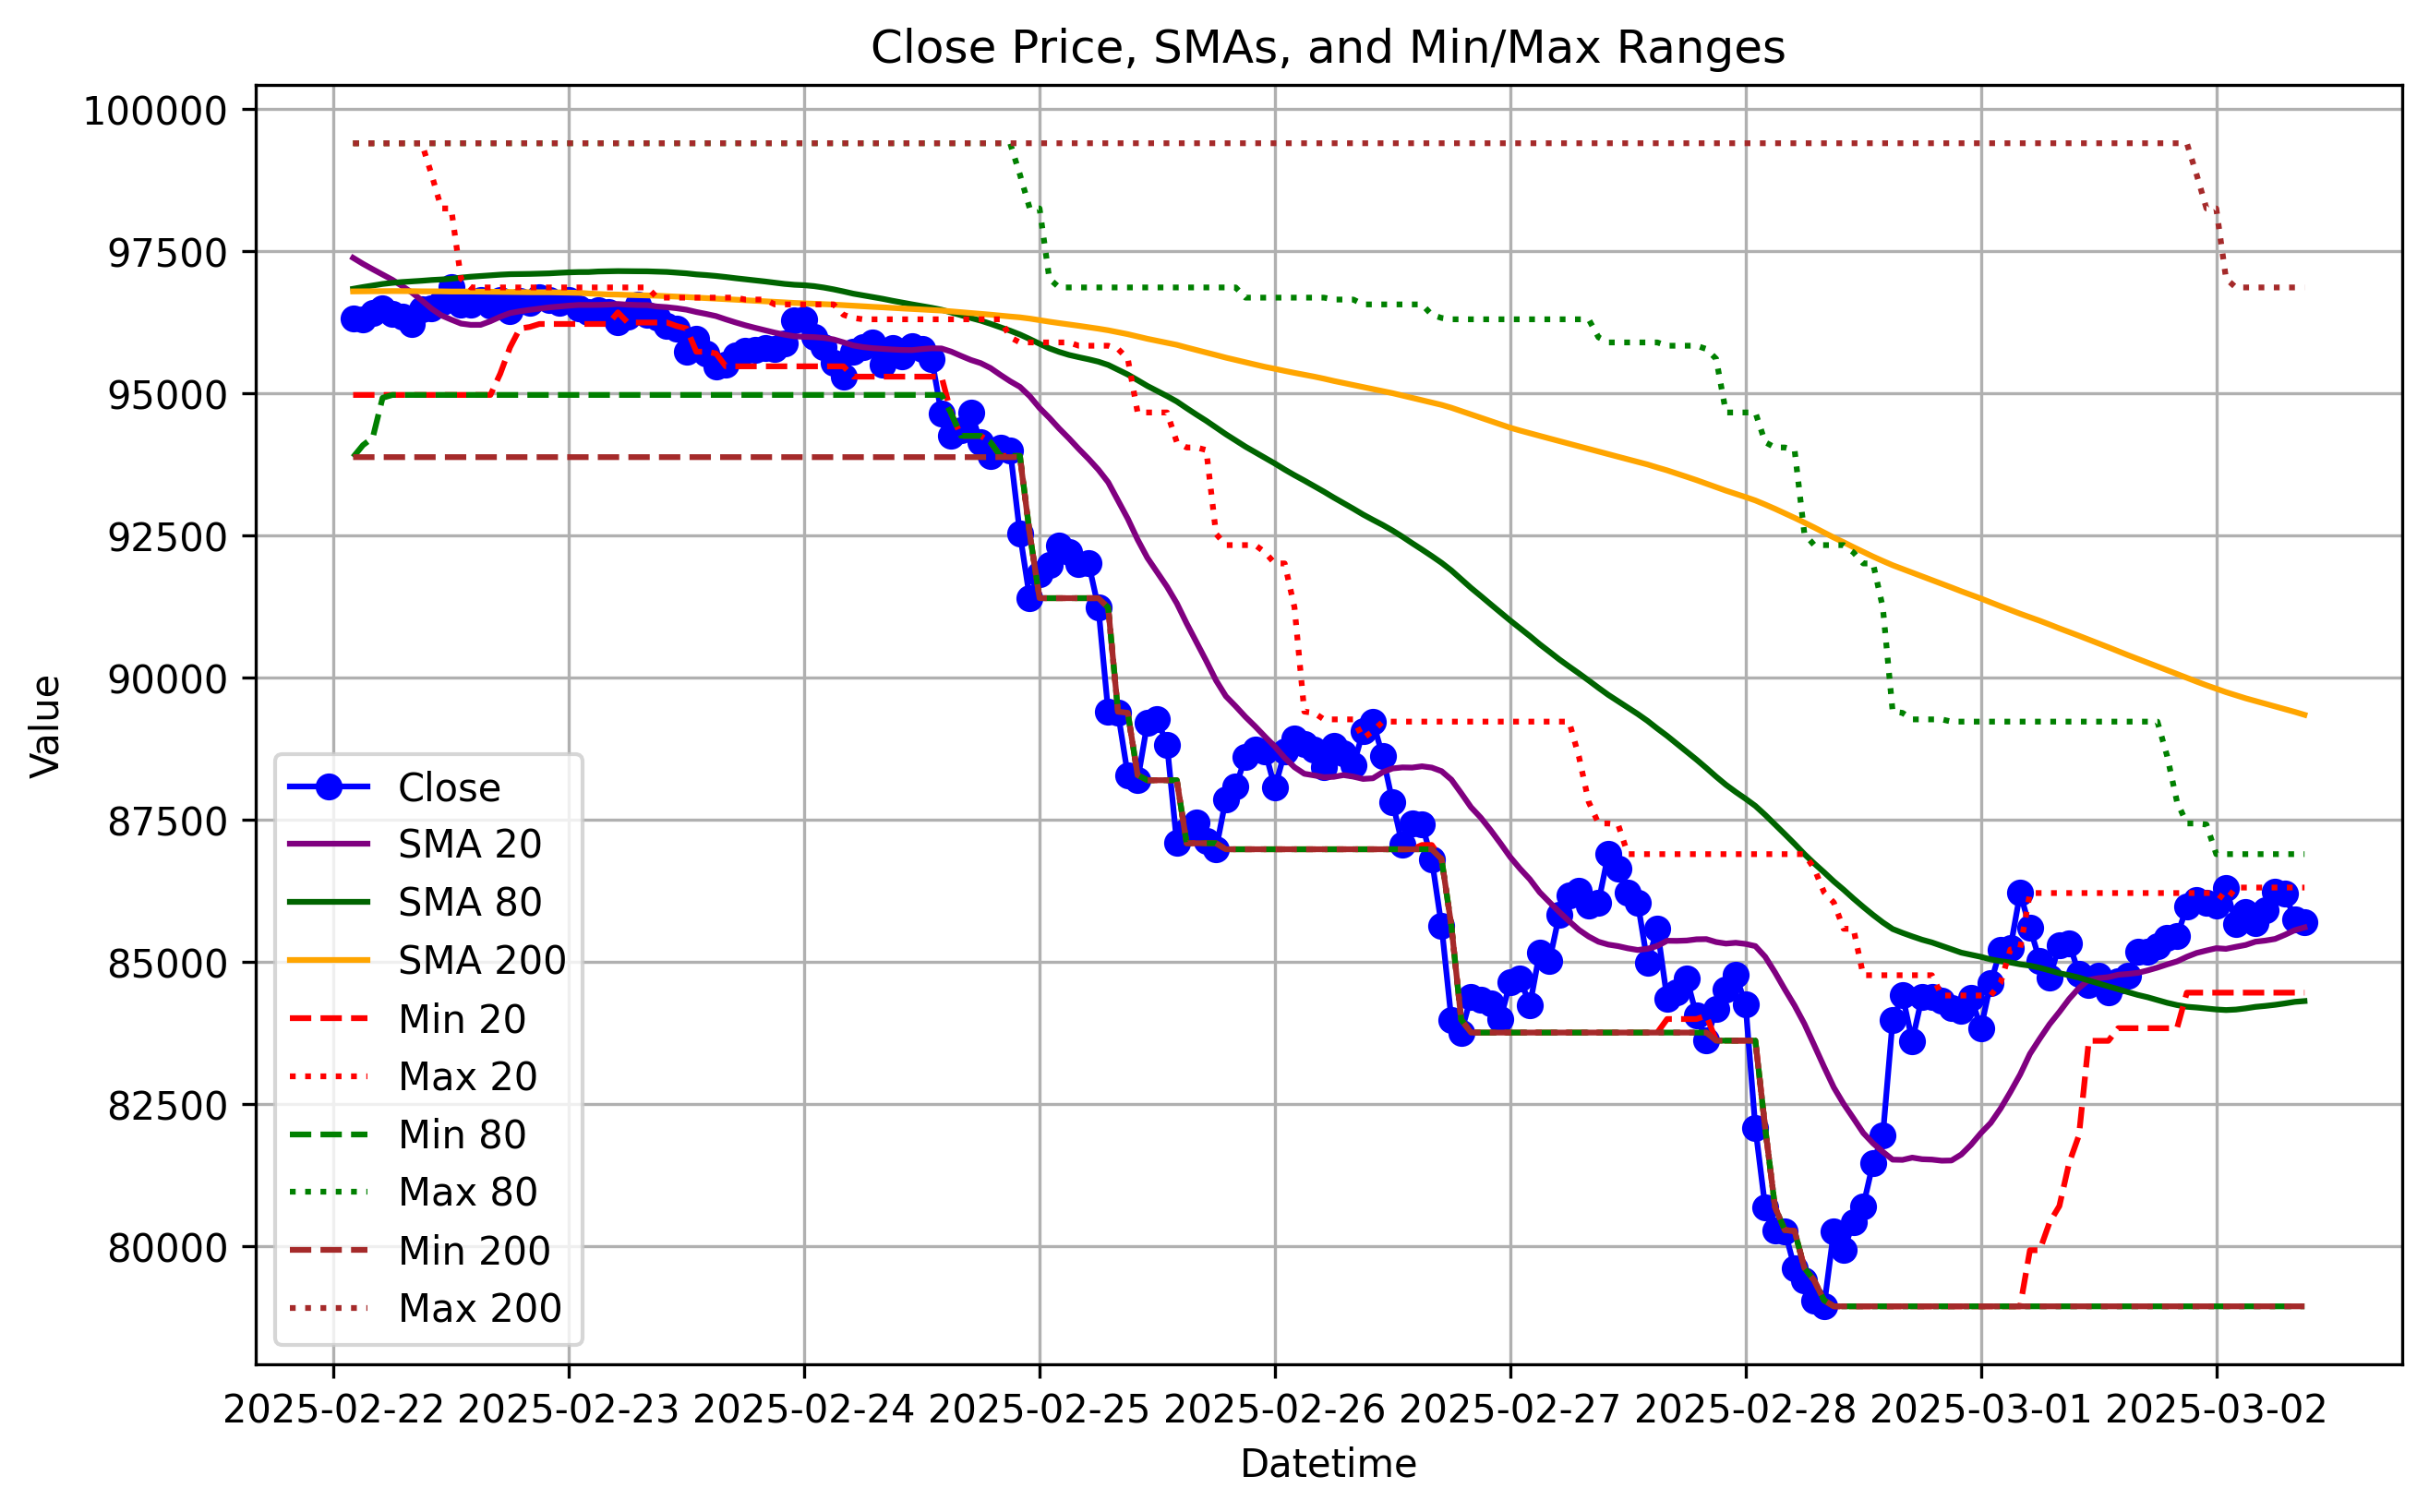 Close Price, SMAs, and Min/Max Ranges
100000
97500
95000
92500
90000
87500
85000
82500
80000
Value
Close
SMA 20
SMA 80
SMA 200
Min 20
Max 20
Min 80
Max 80
Min 200
Max 200
2025-02-22 2025-02-23 2025-02-24 2025-02-25 2025-02-26 2025-02-27 2025-02-28 2025-03-01 2025-03-02
Datetime